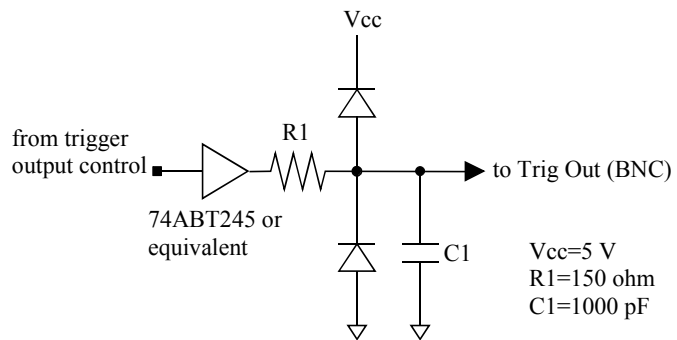 Vcc
R1
from trigger
output control
to Trig Out (BNC)
74ABT245 or
equivalent
C1
Vcc=5 V
R1=150 ohm
C1=1000 pF